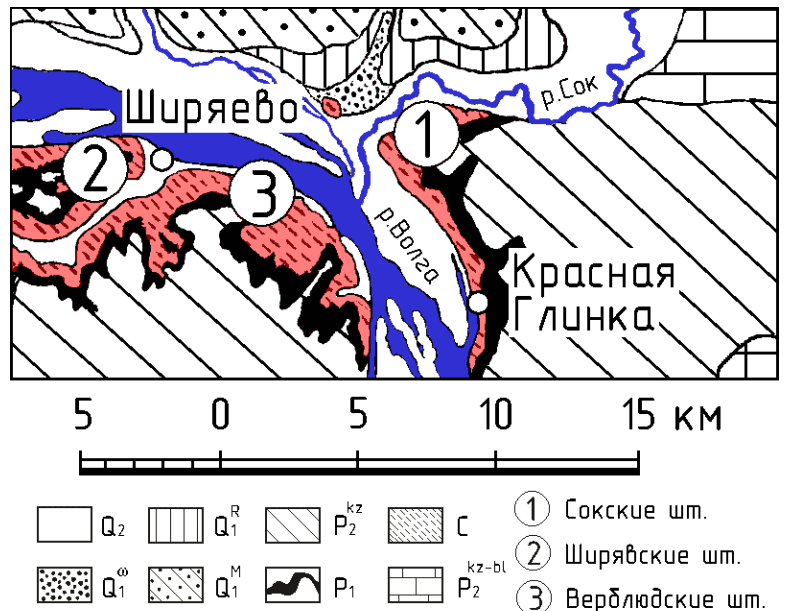 р.Сок
Ширяево
1
2
3
р.Волга
Красная
Глинка
5 0 5 10 15 км
Q₂ Q₁ᴿ P₂ᵏᶻ C 1 Сокские шт.
2 Ширявские шт.
Q₁ω Q₁ᴹ P₁ P₂ᵏᶻ⁻ᵇˡ
3 Верблюдские шт.